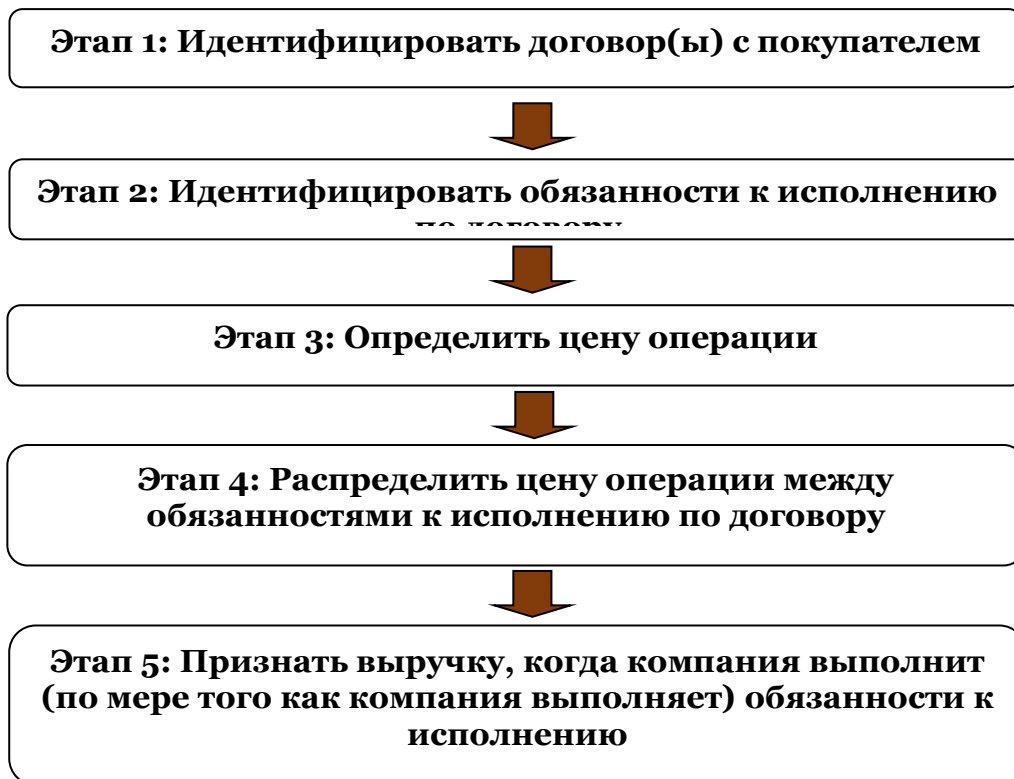 Этап 1: Идентифицировать договор(ы) с покупателем
Этап 2: Идентифицировать обязанности к исполнению
по договору
Этап 3: Определить цену операции
Этап 4: Распределить цену операции между
обязанностями к исполнению по договору
Этап 5: Признать выручку, когда компания выполнит
(по мере того как компания выполняет) обязанности к
исполнению